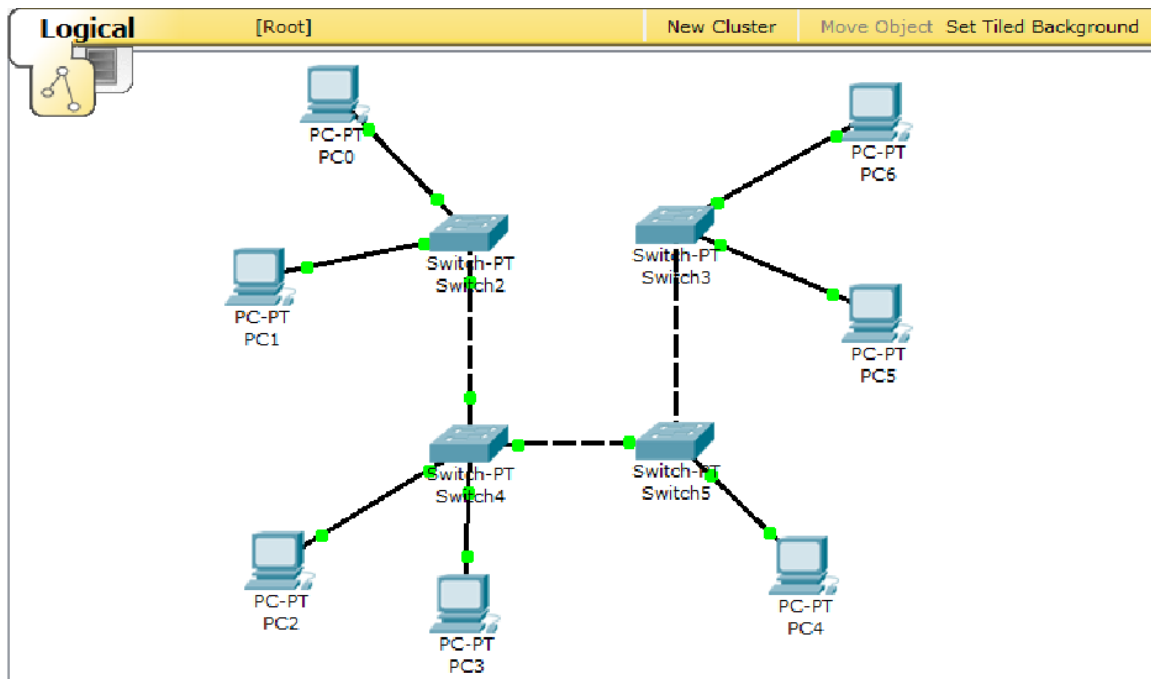 Logical
[Root]
New Cluster
Move Object
Set Tiled Background
PC-PT
PC0
PC-PT
PC6
Switch-PT
Switch2
Switch-PT
Switch3
PC-PT
PC1
PC-PT
PC5
Switch-PT
Switch4
Switch-PT
Switch5
PC-PT
PC2
PC-PT
PC3
PC-PT
PC4